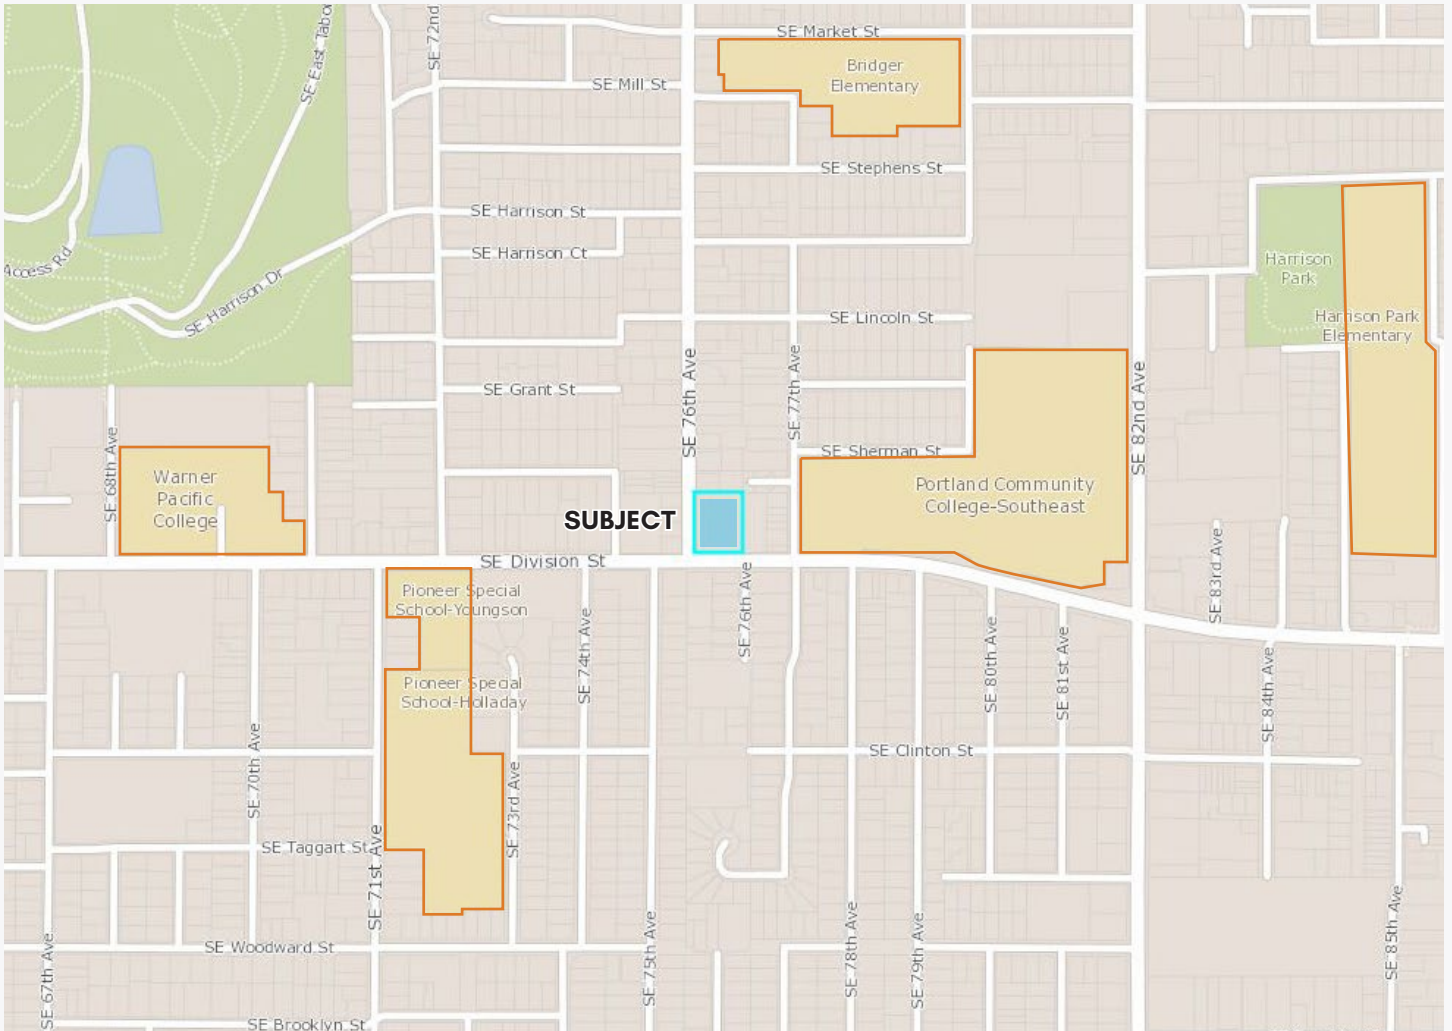 SE East Tabo
SE 72nd
SE Market St
Bridger
Elementary
SE Mill St
SE Stephens St
SE Harrison St
SE Harrison Ct
Access Rd
SE Harrison Dr
Harrison
Park
Harrison Park
Elementary
SE Lincoln St
SE Grant St
SE 76th Ave
SE 77th Ave
SE 82nd Ave
SE 68th Ave
Warner
Pacific
College
SE Sherman St
Portland Community
College-Southeast
SUBJECT
SE Division St
Pioneer Special
School-Youngson
SE 74th Ave
SE 76th Ave
SE 80th Ave
SE 81st Ave
SE 83rd Ave
SE 84th Ave
Pioneer Special
School-Holladay
SE 70th Ave
SE 73rd Ave
SE Clinton St
SE Taggart St
SE 71st Ave
SE Woodward St
SE 67th Ave
SE 75th Ave
SE 78th Ave
SE 79th Ave
SE 85th Ave
SE Brooklyn St